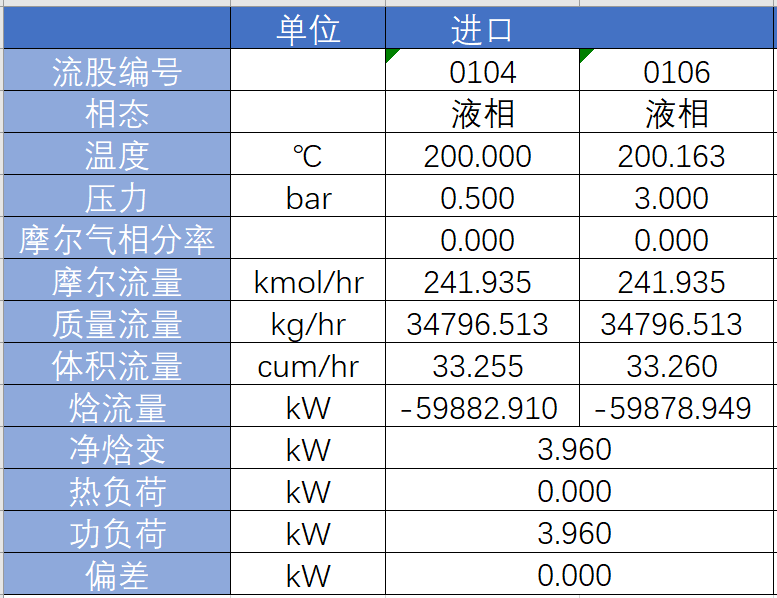 单位 进口
流股编号 0104 0106
相态 液相 液相
温度 ℃ 200.000 200.163
压力 bar 0.500 3.000
摩尔气相分率 0.000 0.000
摩尔流量 kmol/hr 241.935 241.935
质量流量 kg/hr 34796.513 34796.513
体积流量 cum/hr 33.255 33.260
焓流量 kW -59882.910 -59878.949
净焓变 kW 3.960
热负荷 kW 0.000
功负荷 kW 3.960
偏差 kW 0.000